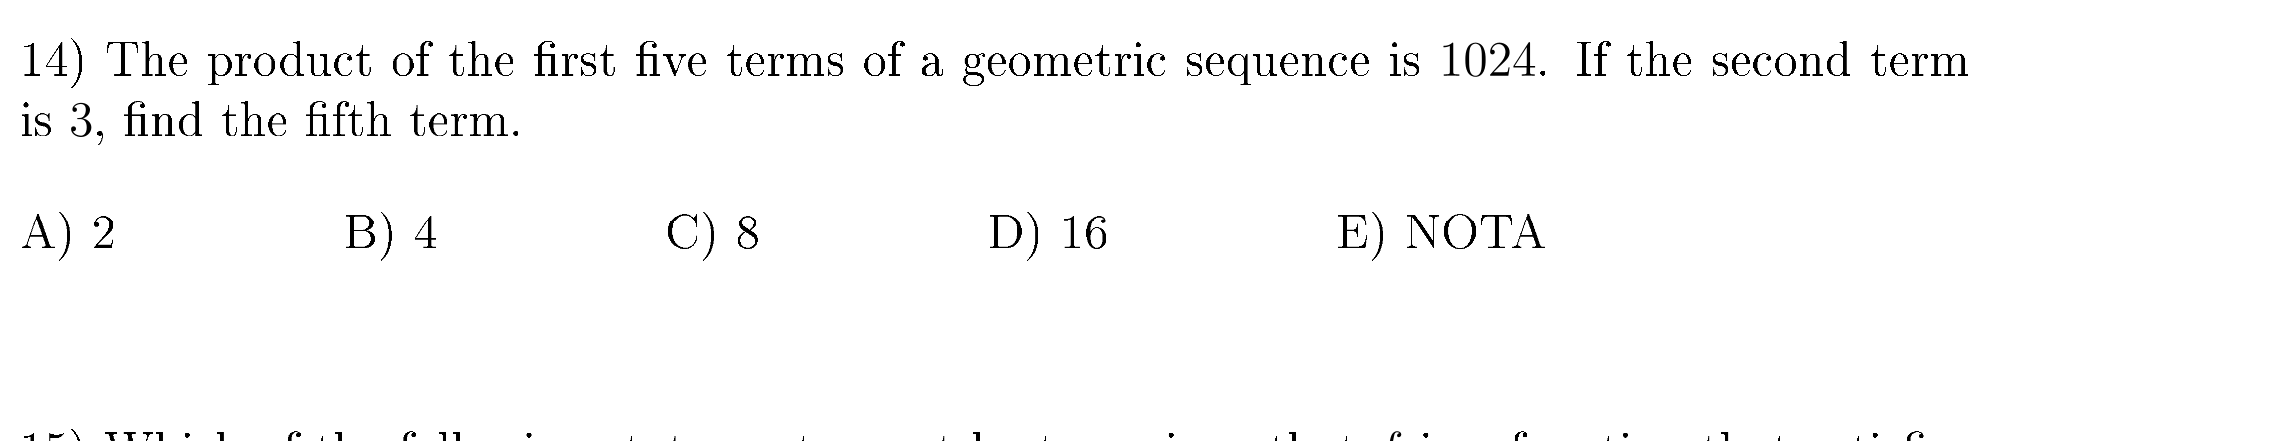 14) The product of the first five terms of a geometric sequence is 1024. If the second term
is 3, find the fifth term.
A) 2 B) 4 C) 8 D) 16 E) NOTA